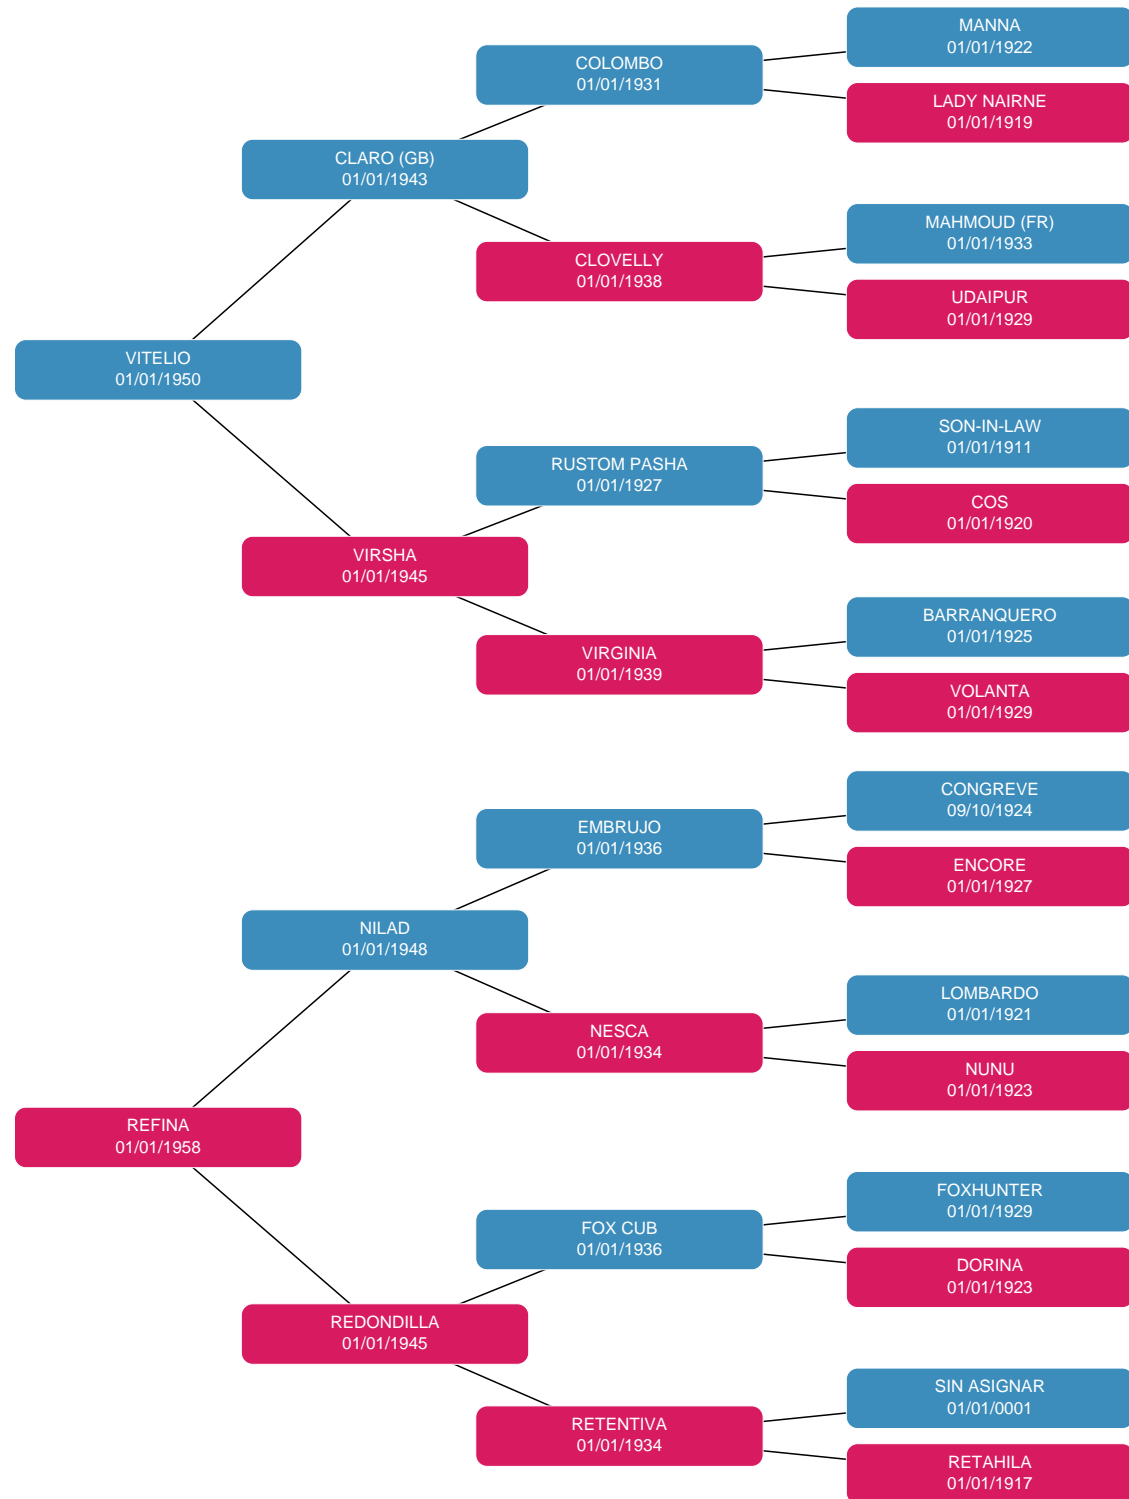 MANNA
01/01/1922
COLOMBO
01/01/1931
LADY NAIRNE
01/01/1919
CLARO (GB)
01/01/1943
MAHMOUD (FR)
01/01/1933
CLOVELLY
01/01/1938
UDAIPUR
01/01/1929
VITELIO
01/01/1950
SON-IN-LAW
01/01/1911
RUSTOM PASHA
01/01/1927
COS
01/01/1920
VIRSHA
01/01/1945
BARRANQUERO
01/01/1925
VIRGINIA
01/01/1939
VOLANTA
01/01/1929
CONGREVE
09/10/1924
EMBRUJO
01/01/1936
ENCORE
01/01/1927
NILAD
01/01/1948
LOMBARDO
01/01/1921
NESCA
01/01/1934
NUNU
01/01/1923
REFINA
01/01/1958
FOXHUNTER
01/01/1929
FOX CUB
01/01/1936
DORINA
01/01/1923
REDONDILLA
01/01/1945
SIN ASIGNAR
01/01/0001
RETENTIVA
01/01/1934
RETAHILA
01/01/1917